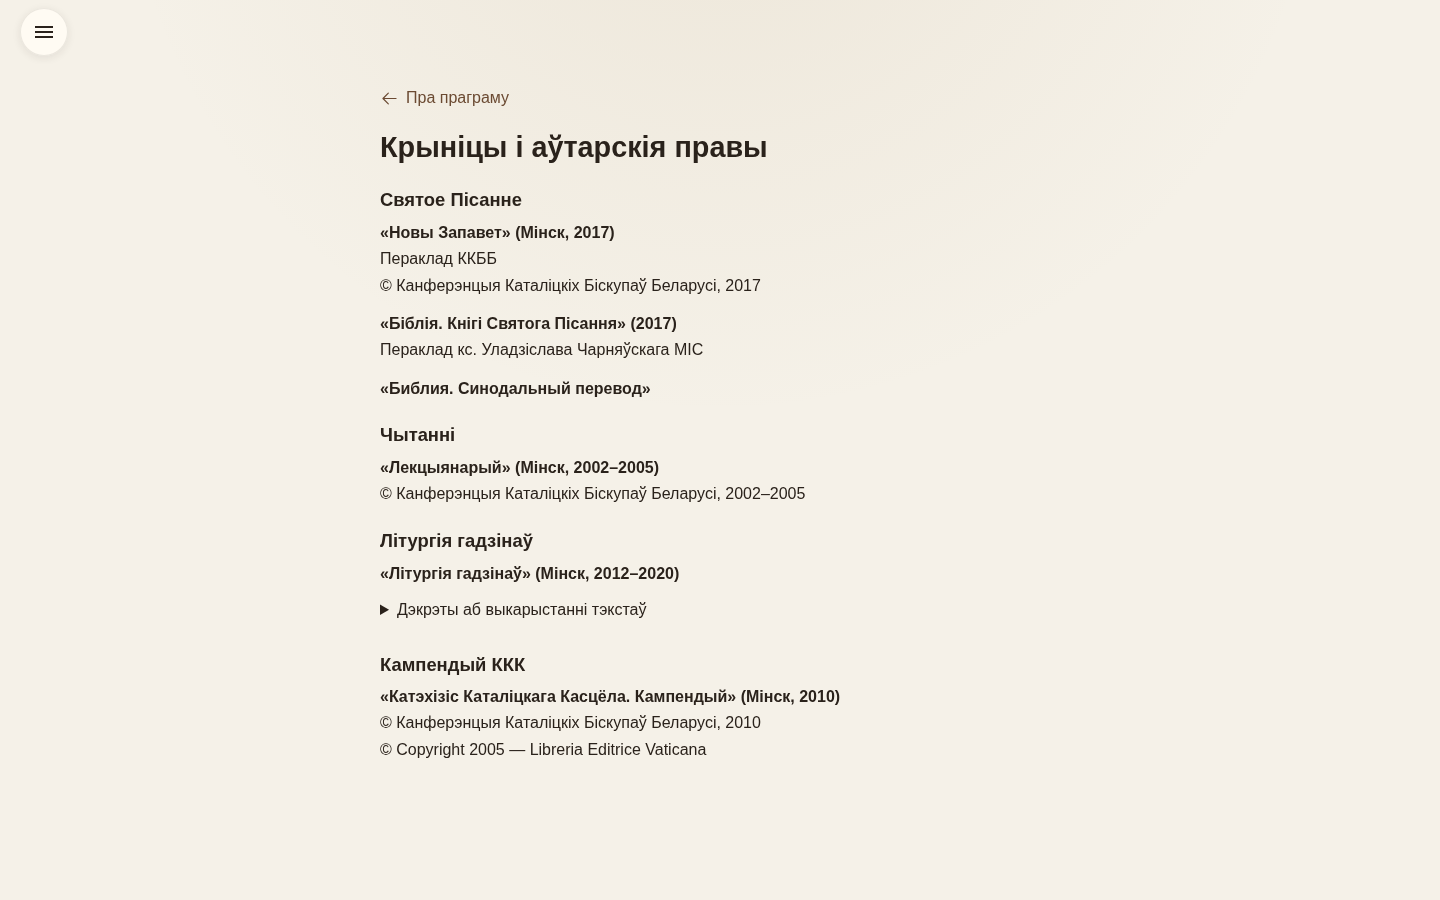 Пра праграму
Крыніцы і аўтарскія правы
Святое Пісанне
«Новы Запавет» (Мінск, 2017)
Пераклад ККББ
© Канферэнцыя Каталіцкіх Біскупаў Беларусі, 2017
«Біблія. Кнігі Святога Пісання» (2017)
Пераклад кс. Уладзіслава Чарняўскага MIC
«Библия. Синодальный перевод»
Чытанні
«Лекцыянарый» (Мінск, 2002–2005)
© Канферэнцыя Каталіцкіх Біскупаў Беларусі, 2002–2005
Літургія гадзінаў
«Літургія гадзінаў» (Мінск, 2012–2020)
Дэкрэты аб выкарыстанні тэкстаў
Кампендый ККК
«Катэхізіс Каталіцкага Касцёла. Кампендый» (Мінск, 2010)
© Канферэнцыя Каталіцкіх Біскупаў Беларусі, 2010
© Copyright 2005 — Libreria Editrice Vaticana